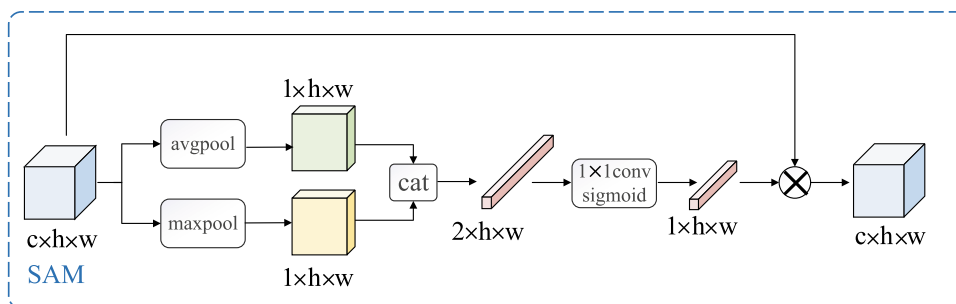 1×h×w
avgpool
cat
1×1conv
sigmoid
maxpool
c×h×w
2×h×w
1×h×w
c×h×w
1×h×w
SAM